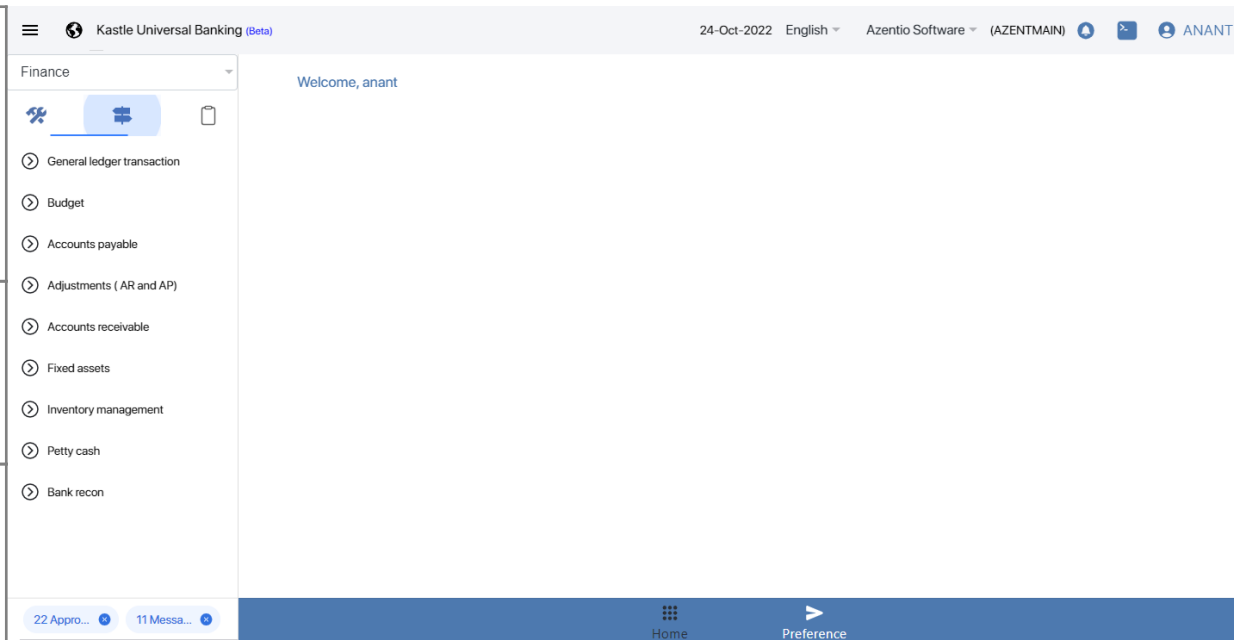 Kastle Universal Banking (Beta)
24-Oct-2022 English Azentio Software (AZENTMAIN) ANANT
Finance
Welcome, anant
General ledger transaction
Budget
Accounts payable
Adjustments ( AR and AP)
Accounts receivable
Fixed assets
Inventory management
Petty cash
Bank recon
22 Appro... 11 Messa...
Home Preference